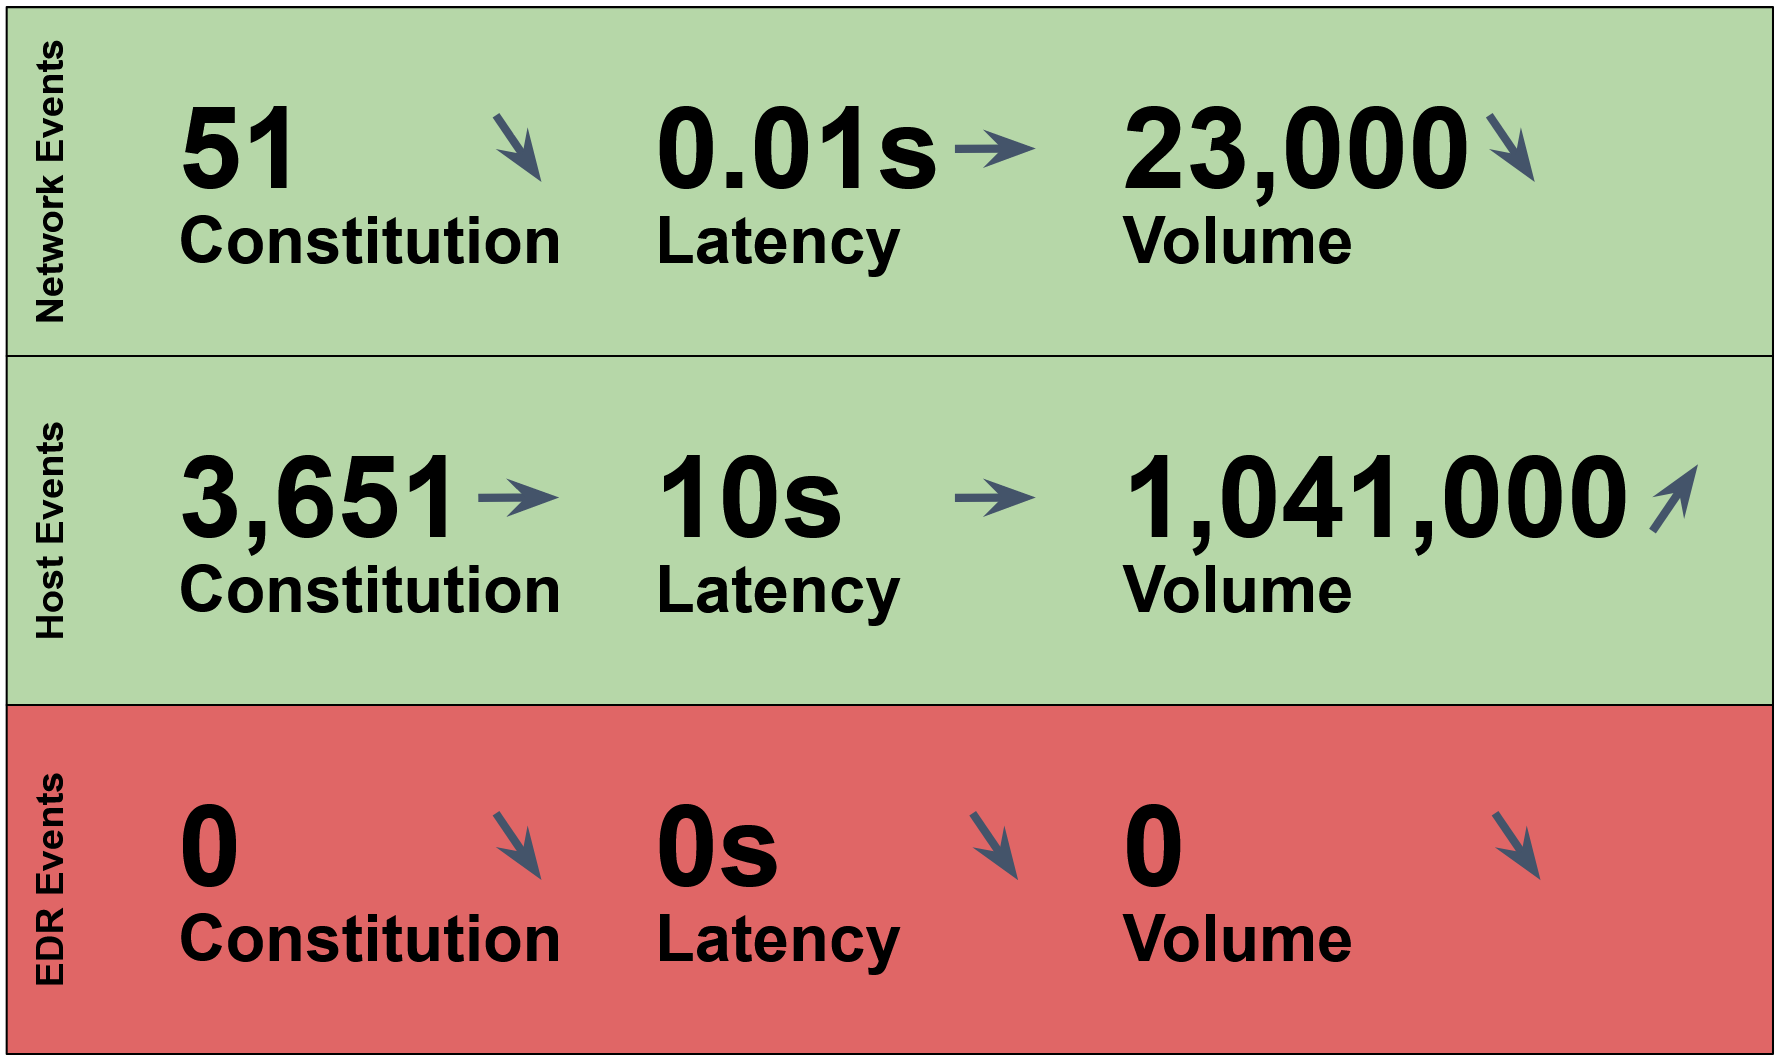 Network Events
51
0.01s
23,000
Constitution
Latency
Volume
Host Events
3,651
10s
1,041,000
Constitution
Latency
Volume
EDR Events
0
0s
0
Constitution
Latency
Volume